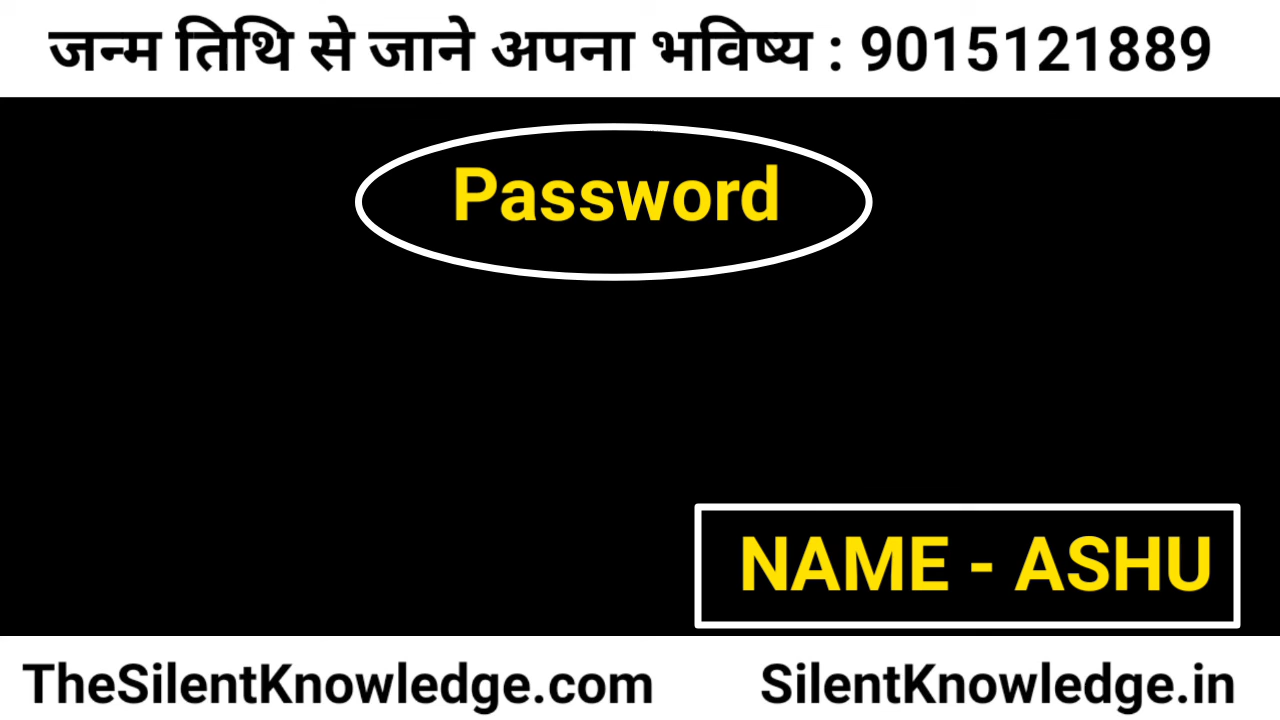 जन्म तिथि से जाने अपना भविष्य : 9015121889
Password
NAME - ASHU
TheSilentKnowledge.com SilentKnowledge.in